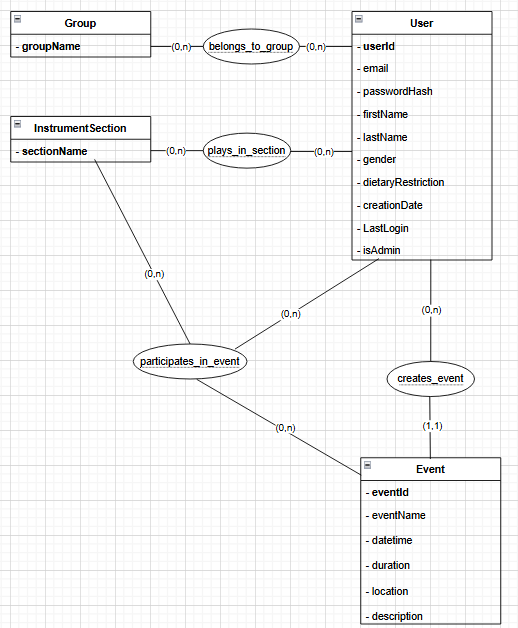 Group
- groupName
(0,n)
belongs_to_group
(0,n)
User
- userId
- email
- passwordHash
- firstName
- lastName
- gender
- dietaryRestriction
- creationDate
- LastLogin
- isAdmin
InstrumentSection
- sectionName
(0,n)
plays_in_section
(0,n)
(0,n)
(0,n)
(0,n)
participates_in_event
creates_event
(0,n)
(1,1)
Event
- eventId
- eventName
- datetime
- duration
- location
- description